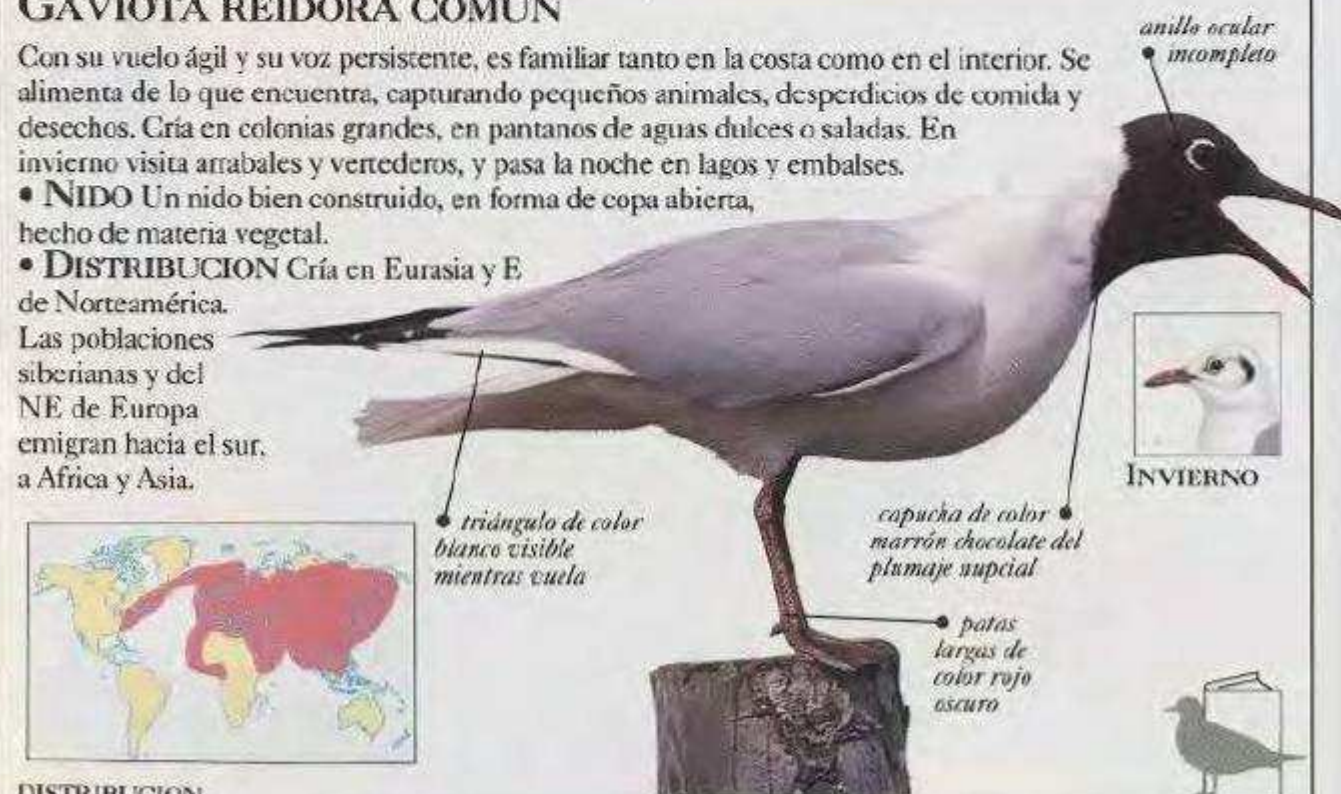 GAVIOTA REIDORA COMÚN
Con su vuelo ágil y su voz persistente, es familiar tanto en la costa como en el interior. Se
alimenta de lo que encuentra, capturando pequeños animales, desperdicios de comida y
desechos. Cría en colonias grandes, en pantanos de aguas dulces o saladas. En
invierno visita arrabales y vertederos, y pasa la noche en lagos y embalses.
• NIDO Un nido bien construido, en forma de copa abierta,
hecho de materia vegetal.
• DISTRIBUCION Cría en Eurasia y E
de Norteamérica.
Las poblaciones
siberianas y del
NE de Europa
emigran hacia el sur,
a Africa y Asia.
anillo ocular
incompleto
INVIERNO
triángulo de color
blanco visible
mientras vuela
capucha de color
marrón chocolate del
plumaje nupcial
patas
largas de
color rojo
oscuro
DISTRIBUCION